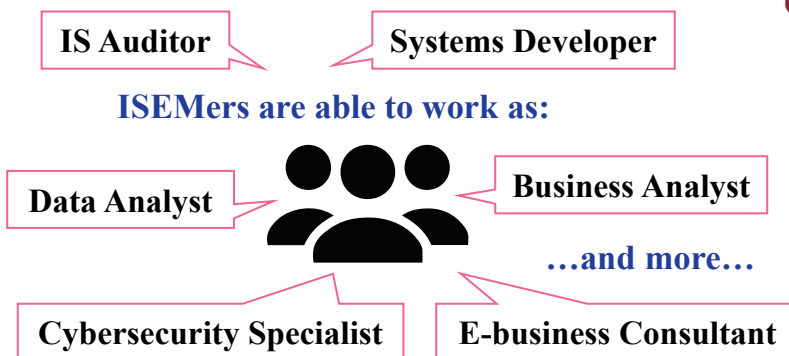 IS Auditor
Systems Developer
ISEMers are able to work as:
Data Analyst
Business Analyst
…and more…
Cybersecurity Specialist
E-business Consultant